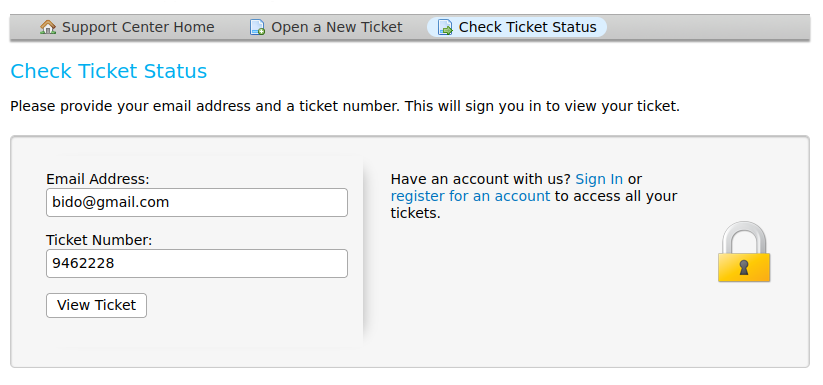 Support Center Home Open a New Ticket Check Ticket Status
Check Ticket Status
Please provide your email address and a ticket number. This will sign you in to view your ticket.
Email Address:
bido@gmail.com
Ticket Number:
9462228
View Ticket
Have an account with us? Sign In or
register for an account to access all your
tickets.